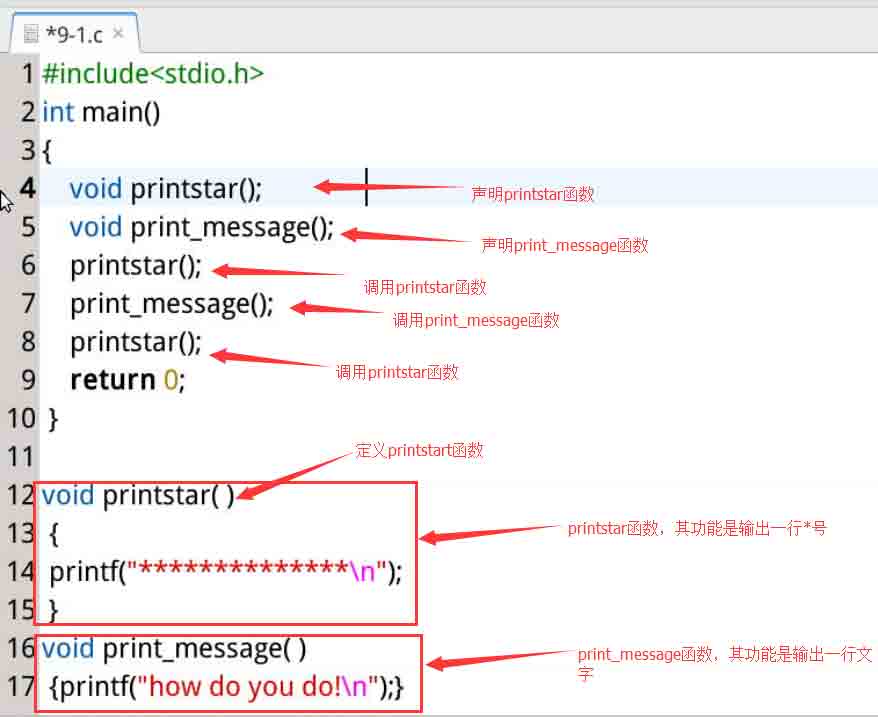 *9-1.c ×
1 #include<stdio.h>
2 int main()
3 {
4 void printstar(); 声明printstar函数
5 void print_message(); 声明print_message函数
6 printstar(); 调用printstar函数
7 print_message(); 调用print_message函数
8 printstar(); 调用printstar函数
9 return 0;
10 }
11
定义printstart函数
12 void printstar( )
13 { printstar函数，其功能是输出一行*号
14 printf("**************\n");
15 }
16 void print_message( ) print_message函数，其功能是输出一行文
字
17 {printf("how do you do!\n");}